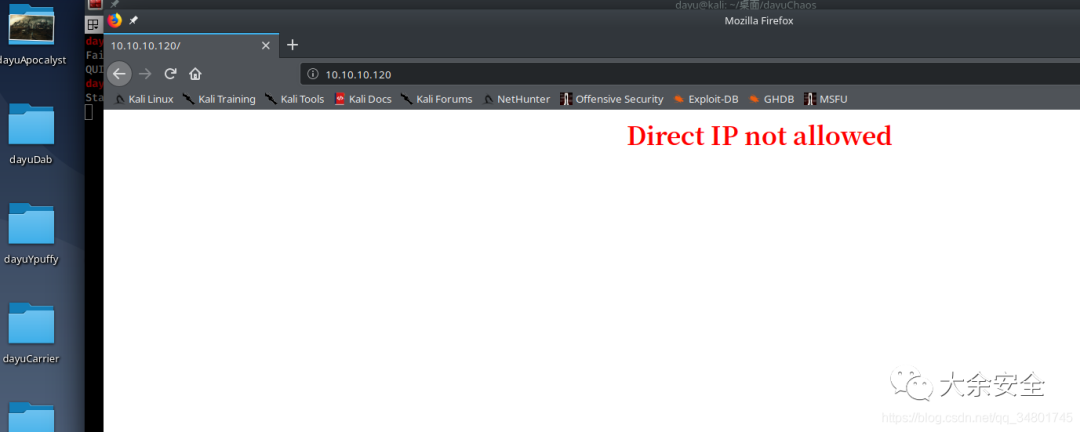 dayu@kali: ~/桌面/dayuChaos
Mozilla Firefox
10.10.10.120/
10.10.10.120
Kali Linux Kali Training Kali Tools Kali Docs Kali Forums NetHunter Offensive Security Exploit-DB GHDB MSFU
Direct IP not allowed
dayuApocalyst
dayuDab
dayuYpuffy
dayuCarrier
day
Fai
QUI
day
Sta
大余安全
https://blog.csdn.net/qq_34801745